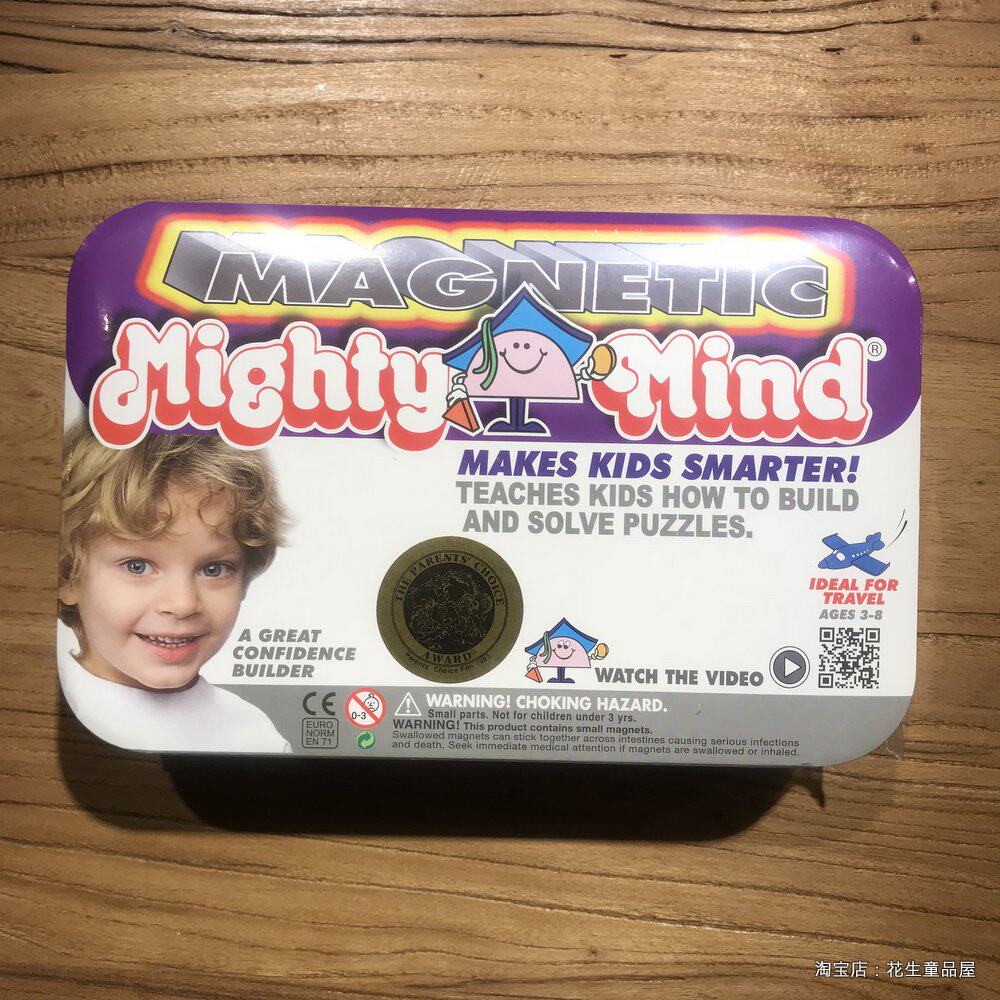 MAGNETIC
Mighty Mind®
MAKES KIDS SMARTER!
TEACHES KIDS HOW TO BUILD
AND SOLVE PUZZLES.
IDEAL FOR
TRAVEL
AGES 3-8
THE PARENTS' CHOICE
AWARD
A GREAT
CONFIDENCE
BUILDER
WATCH THE VIDEO
CE
EURO
NORM
EN 71
0-3
WARNING! CHOKING HAZARD.
Small parts. Not for children under 3 yrs.
WARNING! This product contains small magnets.
Swallowed magnets can stick together across intestines causing serious infections
and death. Seek immediate medical attention if magnets are swallowed or inhaled.
淘宝店：花生童品屋